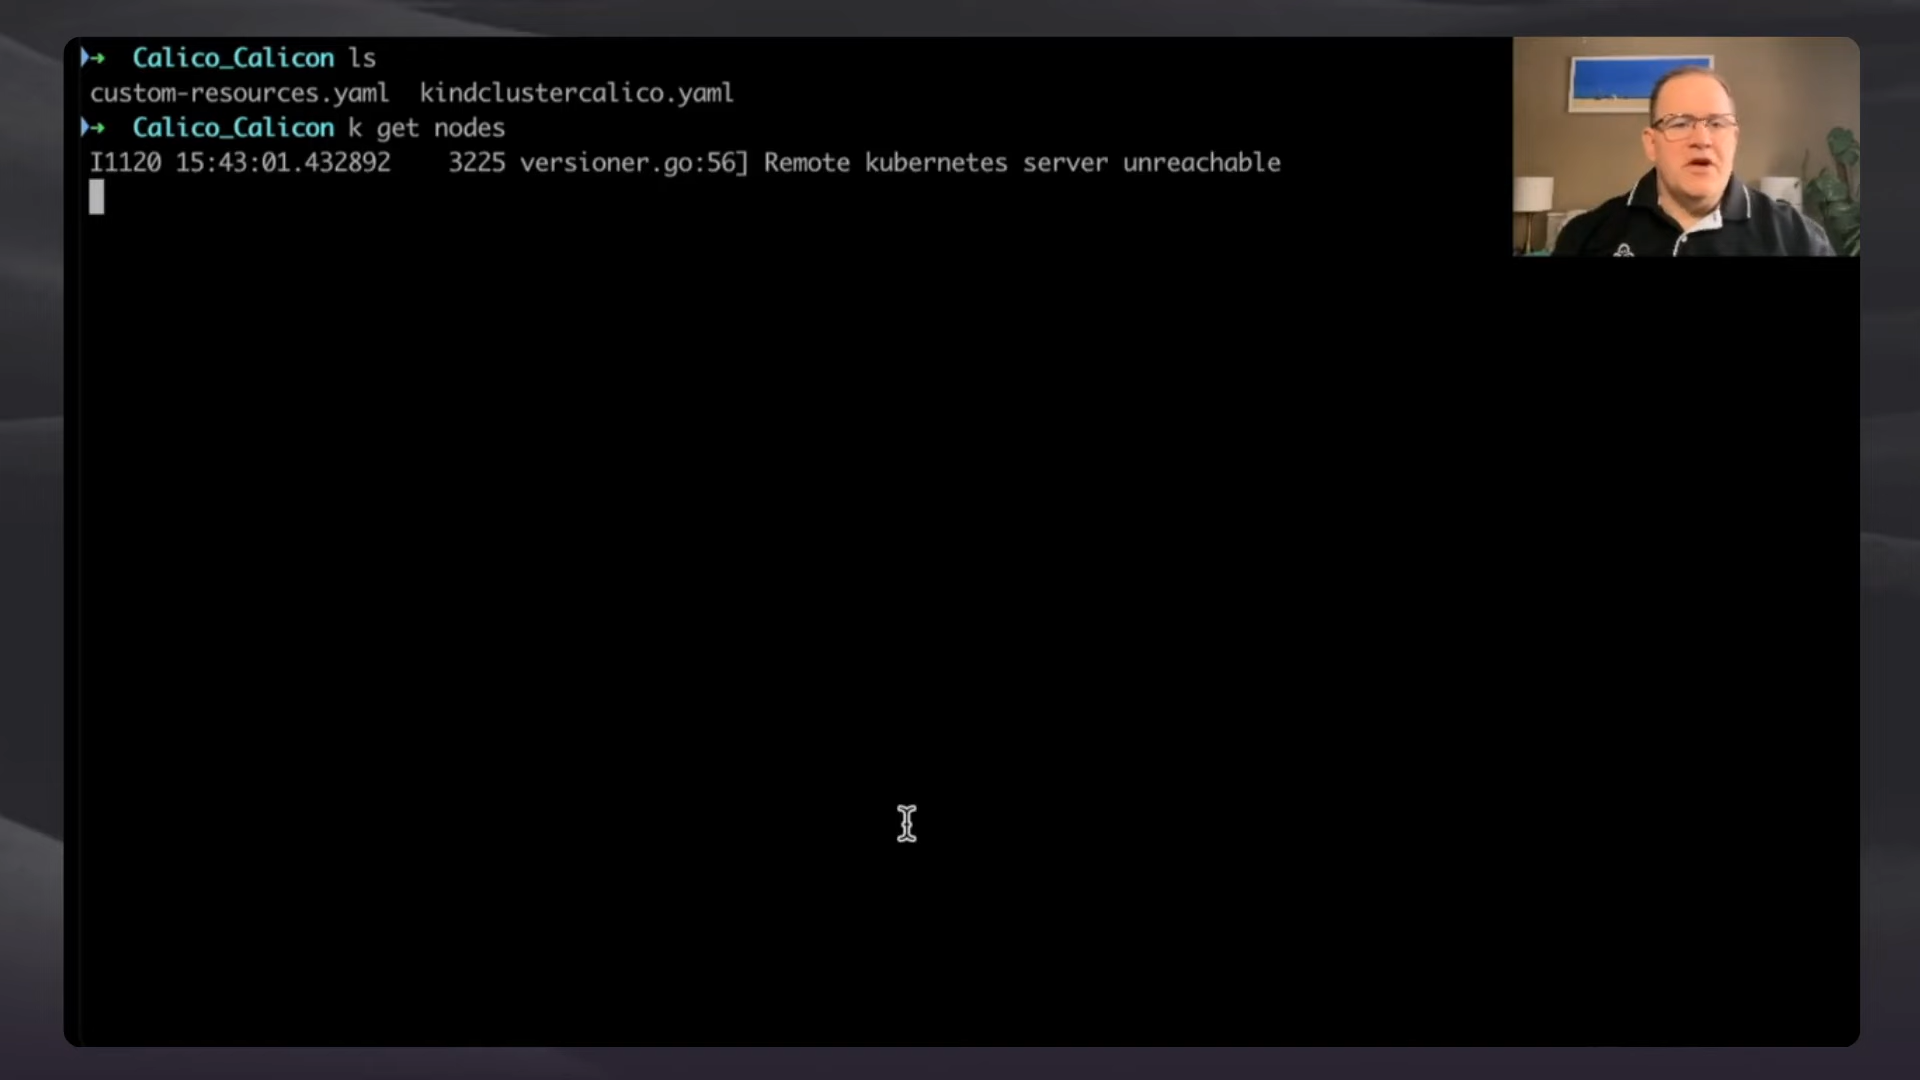 Calico_Calicon ls
custom-resources.yaml  kindclustercalico.yaml
Calico_Calicon k get nodes
I1120 15:43:01.432892    3225 versioner.go:56] Remote kubernetes server unreachable